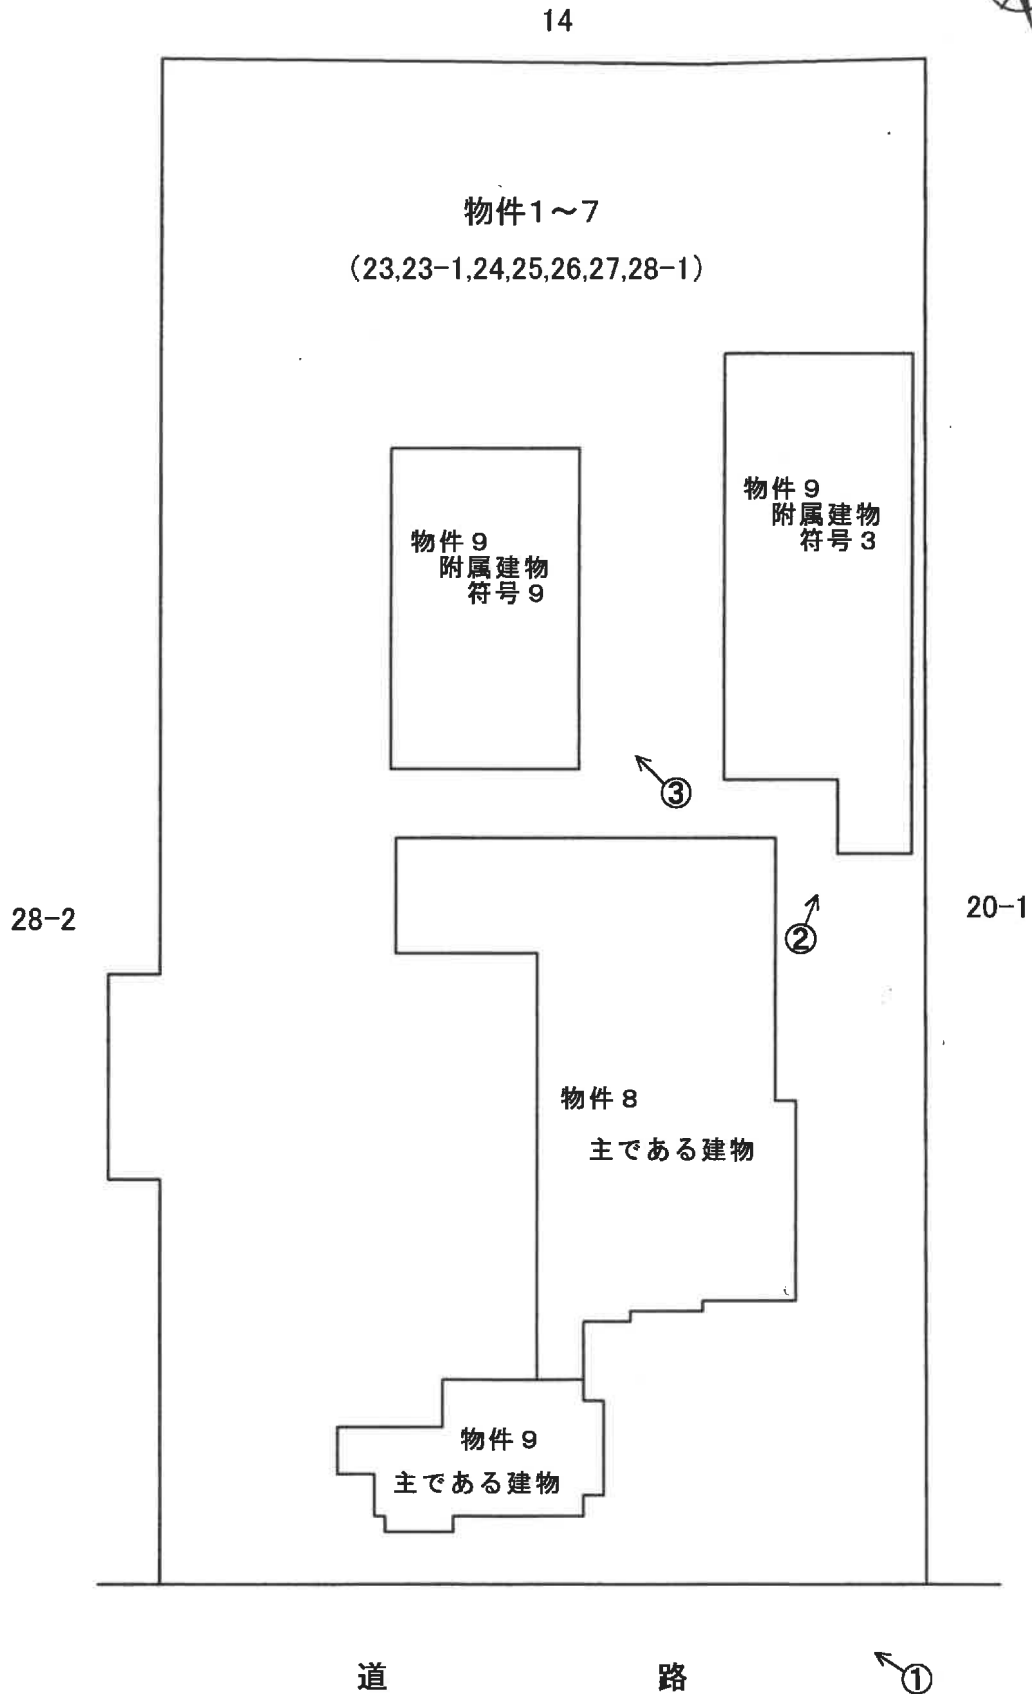 14
物件1～7
(23,23-1,24,25,26,27,28-1)
物件9
附属建物
符号3
物件9
附属建物
符号9
③
28-2
20-1
②
物件8
主である建物
物件9
主である建物
道　路
①